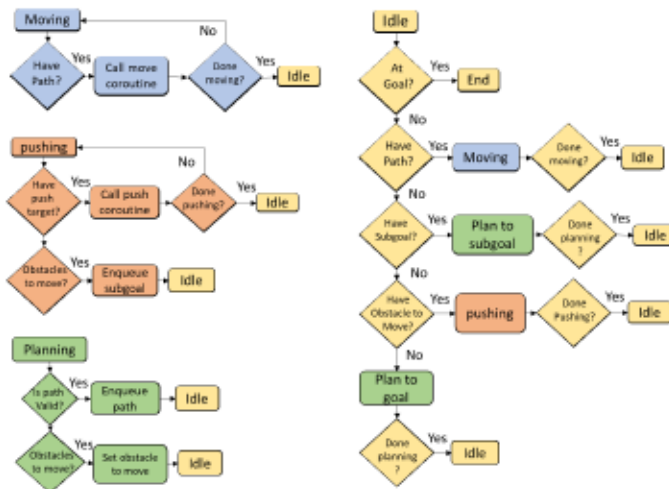 Moving
Have
Path?
Yes
Call move
coroutine
No
Done
moving?
Yes
Idle
pushing
Have
push
target?
Yes
Call push
coroutine
No
Done
pushing?
Yes
Idle
Obstacles
to move?
Yes
Enqueue
subgoal
Idle
Planning
Is path
Valid?
Yes
Enqueue
path
Idle
Obstacles
to move?
Yes
Set obstacle
to move
Idle
Idle
At
Goal?
Yes
End
No
Have
Path?
Yes
Moving
Done
moving?
Yes
Idle
No
Have
Subgoal?
Yes
Plan to
subgoal
Done
planning
?
Yes
Idle
No
Have
Obstacle to
Move?
Yes
pushing
Done
Pushing?
Yes
Idle
No
Plan to
goal
Done
planning
?
Yes
Idle